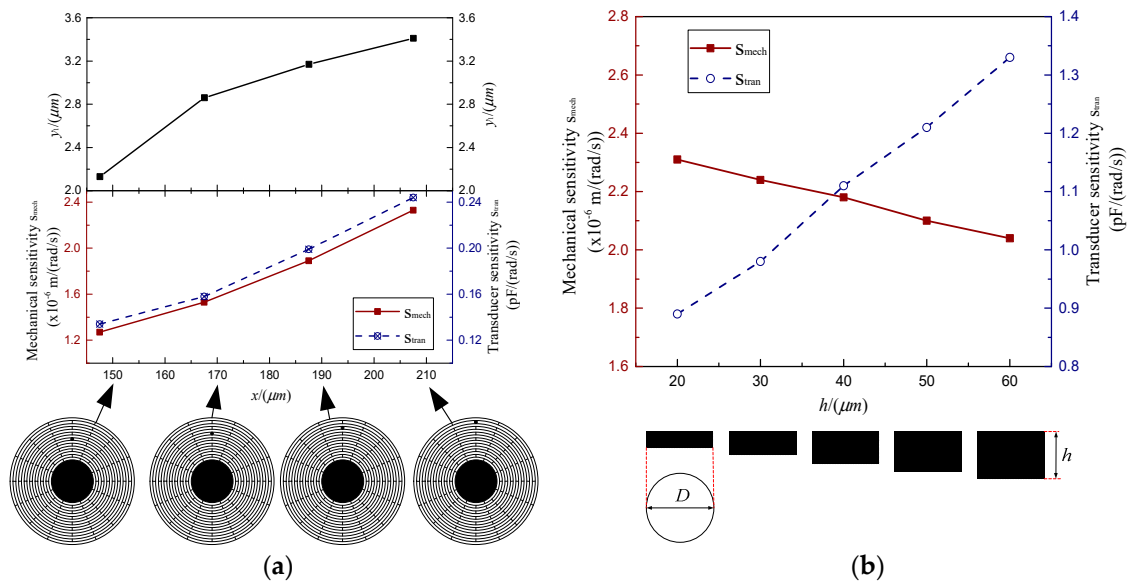 3.6
3.2
2.8
2.4
2.0
y₁/(μm)
3.6
3.2
2.8
2.4
2.0
y₁/(μm)
2.4
2.0
1.6
1.2
Mechanical sensitivity Smech
(x10⁻⁶ m/(rad/s))
0.24
0.20
0.16
0.12
Transducer sensitivity Stran
(pF/(rad/s))
Smech
Stran
150 160 170 180 190 200 210
x/(μm)
(a)
2.8
2.6
2.4
2.2
2.0
1.8
1.6
Mechanical sensitivity Smech
(x10⁻⁶ m/(rad/s))
Smech
Stran
1.4
1.3
1.2
1.1
1.0
0.9
0.8
Transducer sensitivity Stran
(pF/(rad/s))
20 30 40 50 60
h/(μm)
h
D
(b)